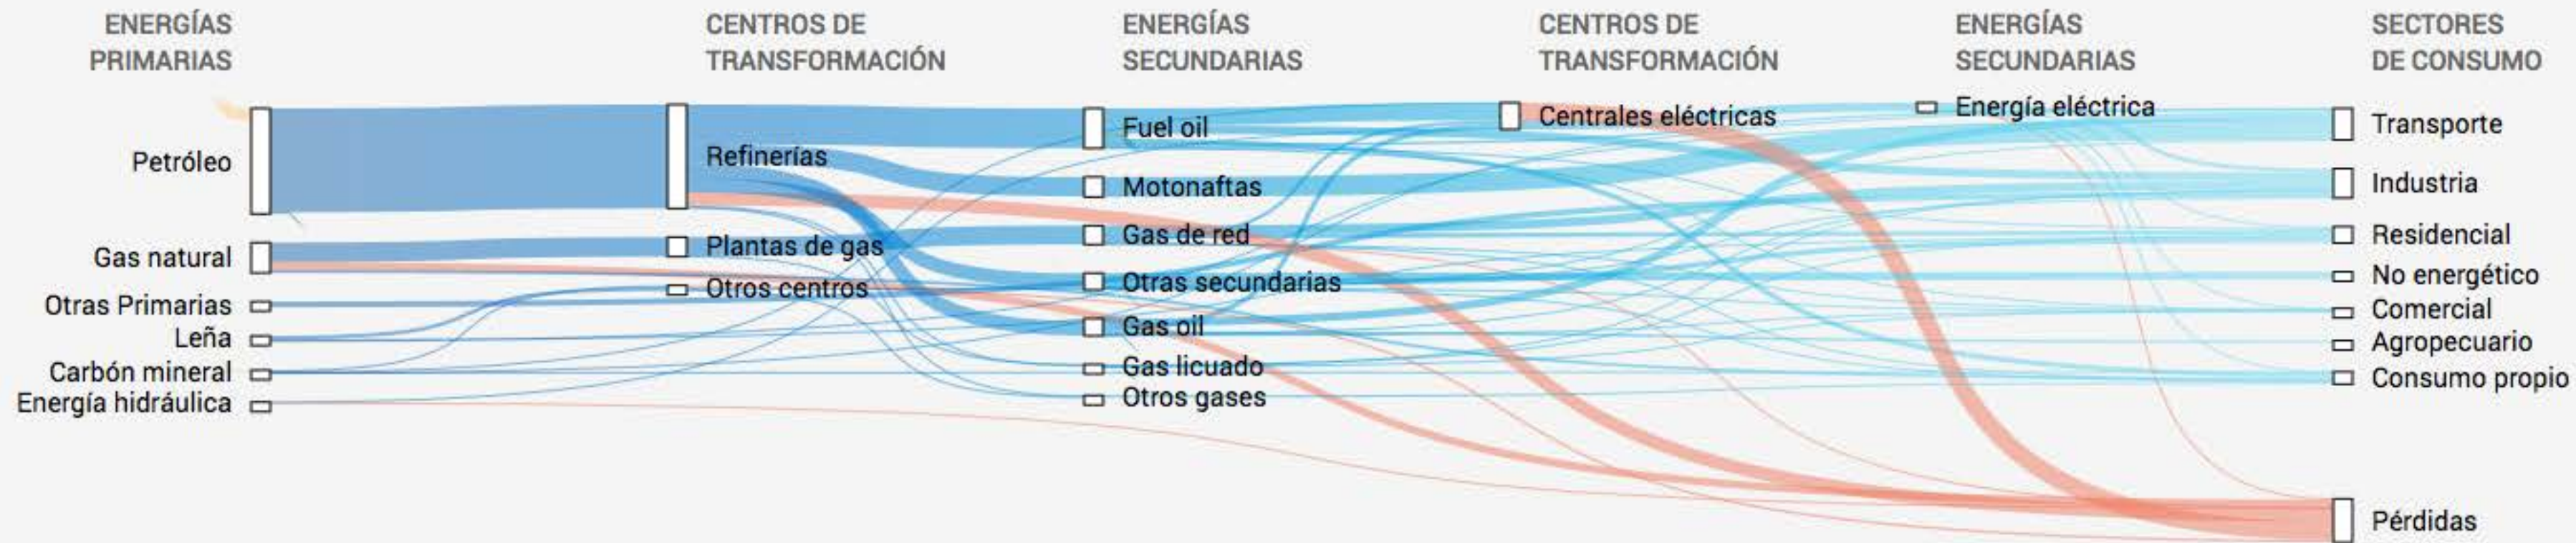 ENERGÍAS
PRIMARIAS
CENTROS DE
TRANSFORMACIÓN
ENERGÍAS
SECUNDARIAS
CENTROS DE
TRANSFORMACIÓN
ENERGÍAS
SECUNDARIAS
SECTORES
DE CONSUMO
Petróleo
Gas natural
Otras Primarias
Leña
Carbón mineral
Energía hidráulica
Refinerías
Plantas de gas
Otros centros
Fuel oil
Motonaftas
Gas de red
Otras secundarias
Gas oil
Gas licuado
Otros gases
Centrales eléctricas
Energía eléctrica
Transporte
Industria
Residencial
No energético
Comercial
Agropecuario
Consumo propio
Pérdidas